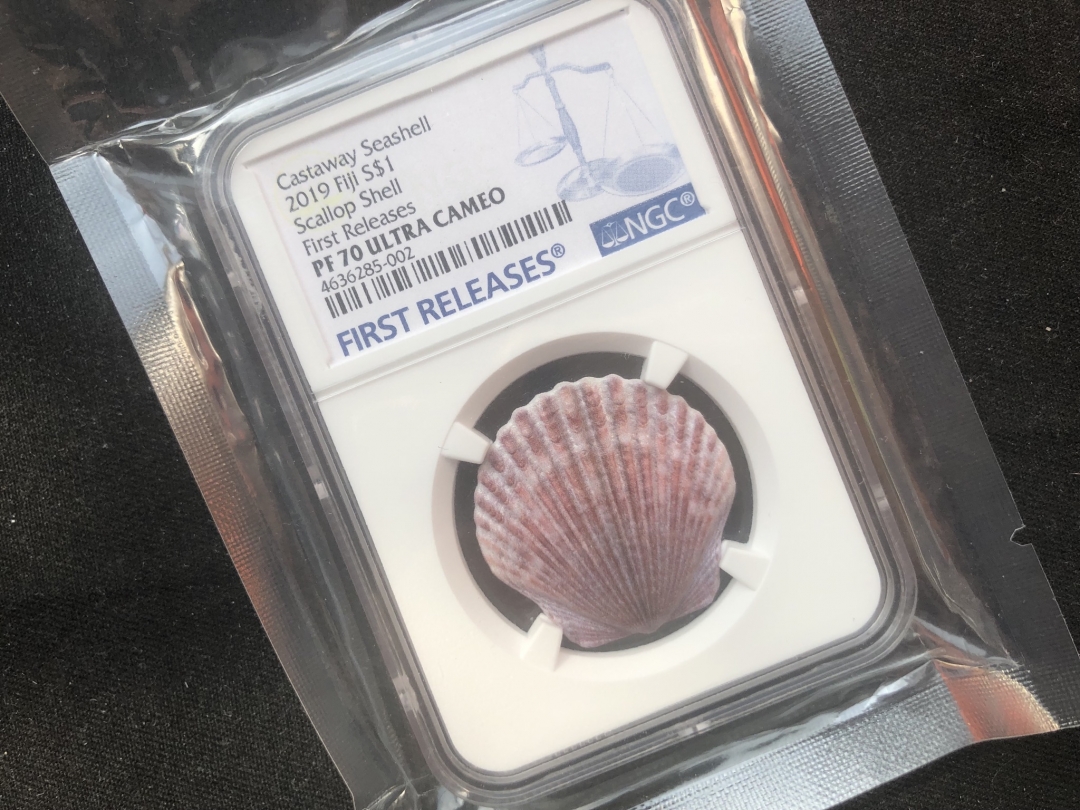 Castaway Seashell
2019 Fiji S$1
Scallop Shell
First Releases
PF 70 ULTRA CAMEO
4636285-002
FIRST RELEASES®
NGC®